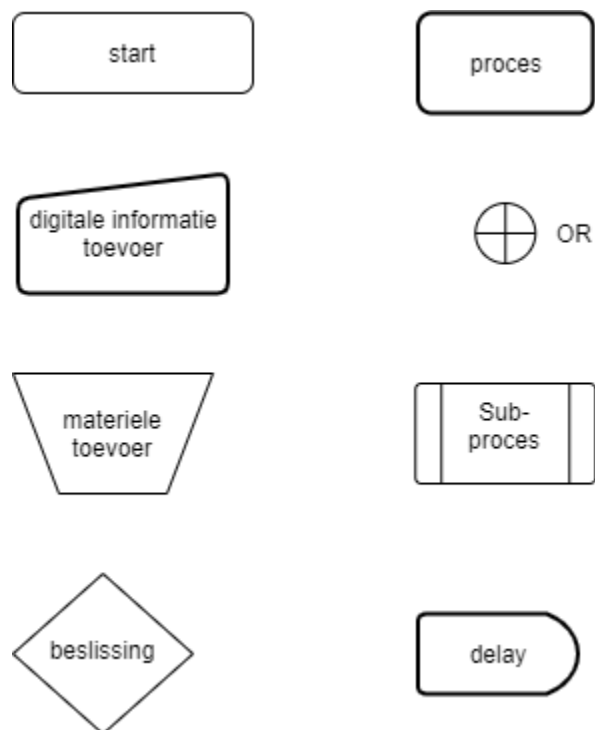 start
proces
digitale informatie
toevoer
OR
materiele
toevoer
Sub-
proces
beslissing
delay